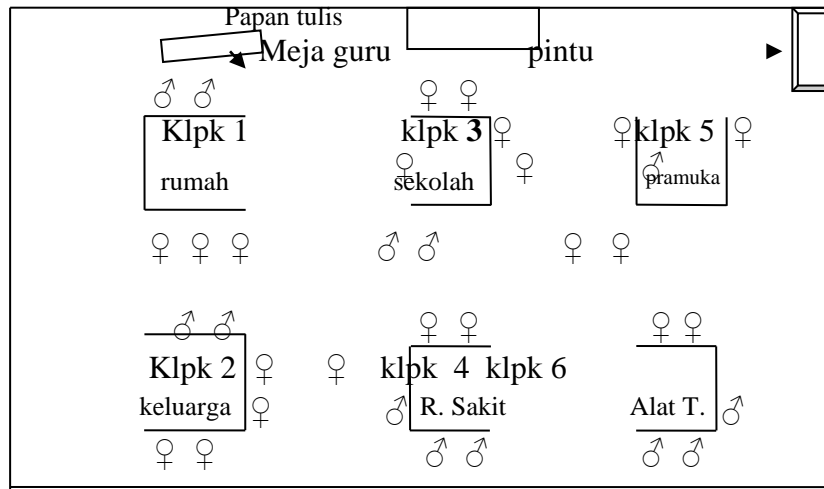 Papan tulis
Meja guru pintu
Klpk 1 klpk 3 klpk 5
rumah sekolah pramuka
Klpk 2 klpk 4 klpk 6
keluarga R. Sakit Alat T.